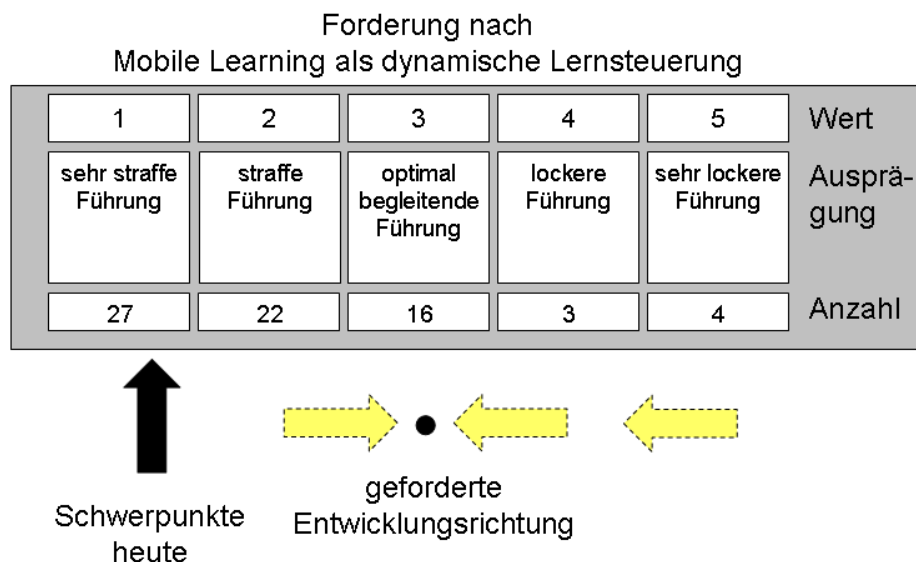 Forderung nach
Mobile Learning als dynamische Lernsteuerung
1 2 3 4 5 Wert
sehr straffe
Führung
straffe
Führung
optimal
begleitende
Führung
lockere
Führung
sehr lockere
Führung
Ausprä-
gung
27 22 16 3 4 Anzahl
Schwerpunkte
heute
geforderte
Entwicklungsrichtung